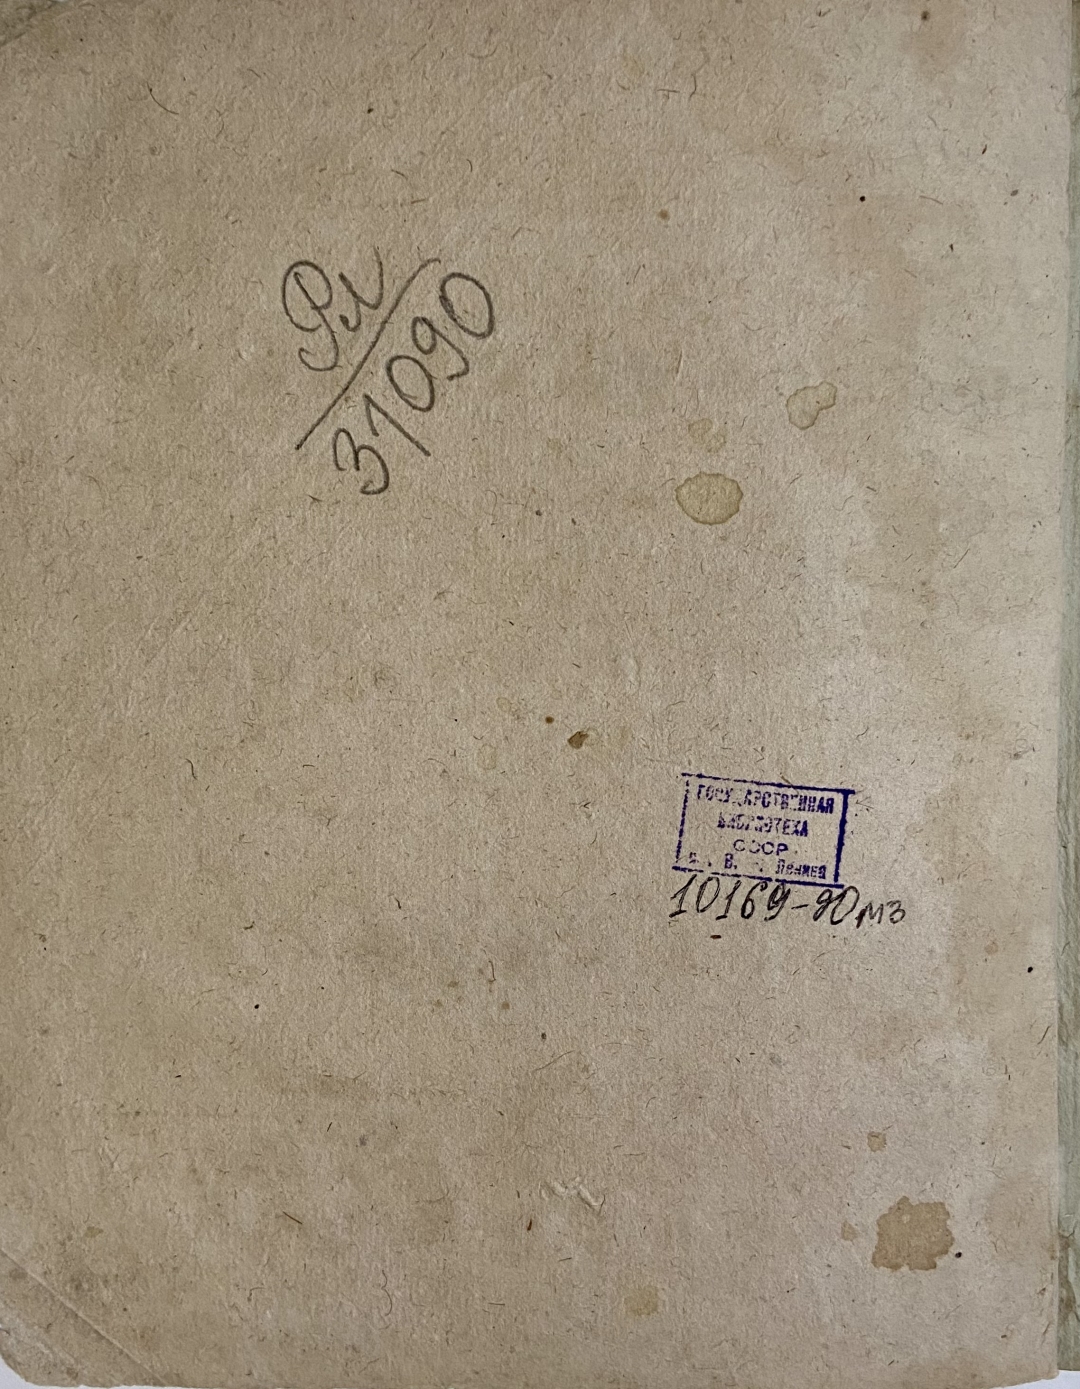 Рл
31090
ГОСУДАРСТВЕННАЯ
БИБЛИОТЕКА
СССР
В. Ленина
10169-90мз